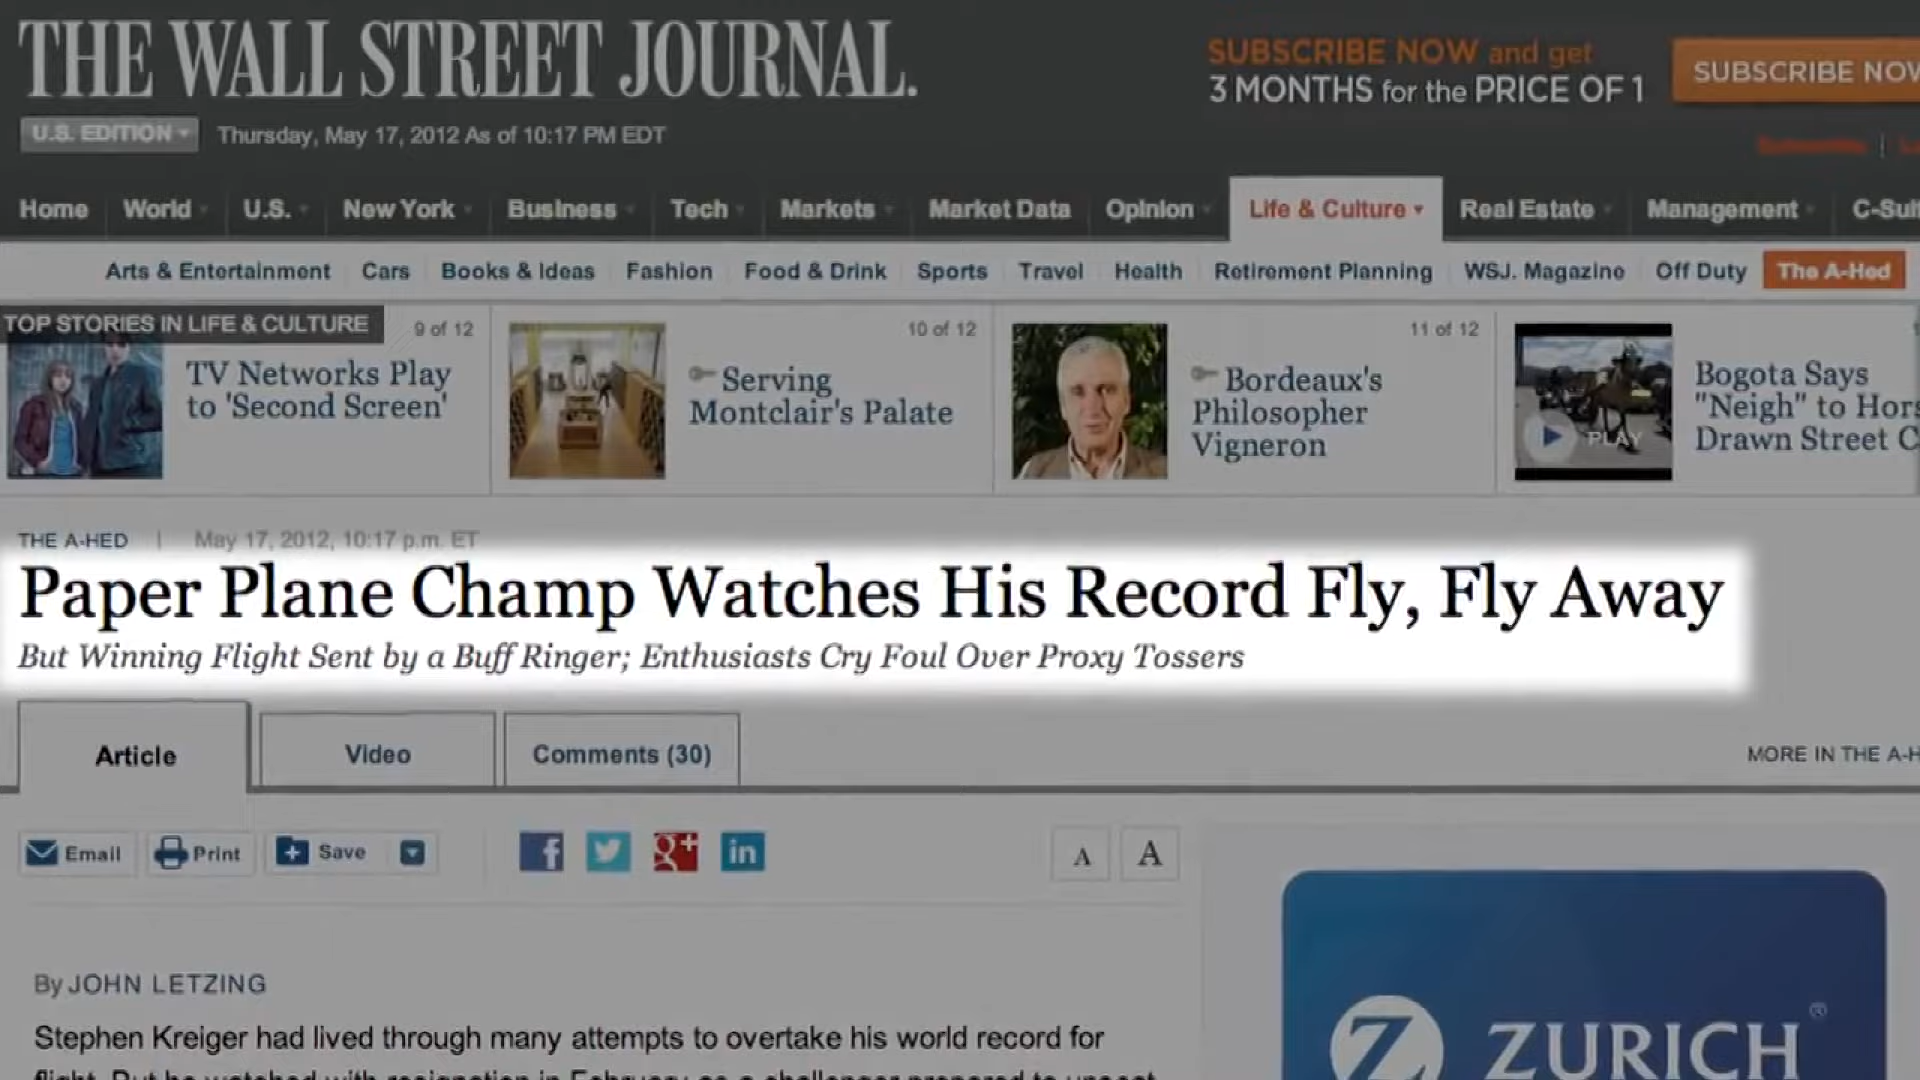 THE WALL STREET JOURNAL.
SUBSCRIBE NOW and get
3 MONTHS for the PRICE OF 1
SUBSCRIBE NOW
U.S. EDITION
Thursday, May 17, 2012 As of 10:17 PM EDT
Home World U.S. New York Business Tech Markets Market Data Opinion Life & Culture Real Estate Management
Arts & Entertainment Cars Books & Ideas Fashion Food & Drink Sports Travel Health Retirement Planning WSJ. Magazine Off Duty The A-Hed
TOP STORIES IN LIFE & CULTURE
9 of 12
TV Networks Play
to 'Second Screen'
10 of 12
Serving
Montclair's Palate
11 of 12
Bordeaux's
Philosopher
Vigneron
PLAY
Bogota Says
"Neigh" to
Drawn Street
THE A-HED | May 17, 2012, 10:17 p.m. ET
Paper Plane Champ Watches His Record Fly, Fly Away
But Winning Flight Sent by a Buff Ringer; Enthusiasts Cry Foul Over Proxy Tossers
Article Video Comments (30)
MORE IN THE
Email Print Save
f g+ in
A A
By JOHN LETZING
Stephen Kreiger had lived through many attempts to overtake his world record for
Z ZURICH ®